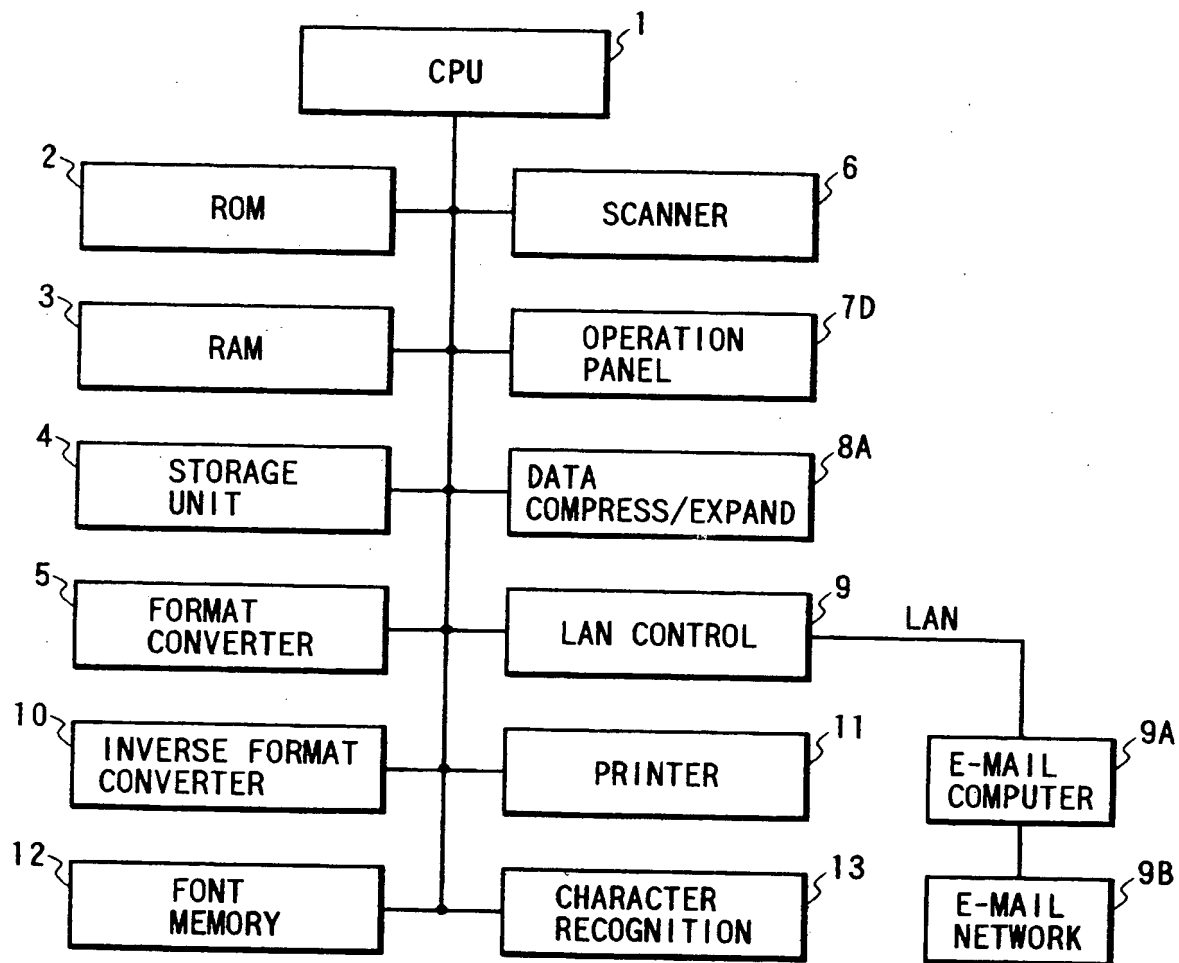 1
CPU
2
ROM
6
SCANNER
3
RAM
7D
OPERATION
PANEL
4
STORAGE
UNIT
8A
DATA
COMPRESS/EXPAND
5
FORMAT
CONVERTER
9
LAN CONTROL
LAN
10
INVERSE FORMAT
CONVERTER
11
PRINTER
9A
E-MAIL
COMPUTER
12
FONT
MEMORY
13
CHARACTER
RECOGNITION
9B
E-MAIL
NETWORK